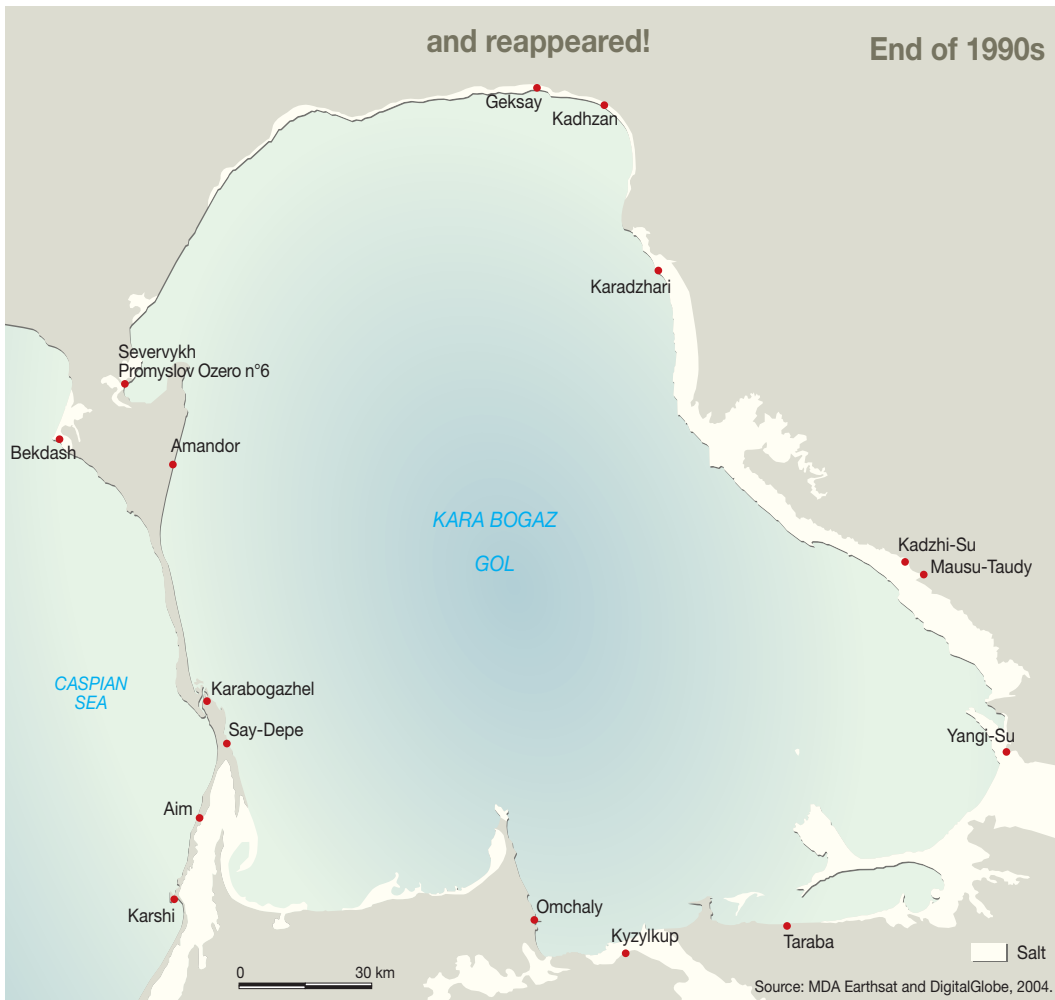 and reappeared!
End of 1990s
Geksay
Kadhzan
Karadzhari
Severvykh
Promyslov Ozero n°6
Bekdash
Amandor
KARA BOGAZ
GOL
Kadzhi-Su
Mausu-Taudy
CASPIAN
SEA
Karabogazhel
Say-Depe
Yangi-Su
Aim
Karshi
Omchaly
Kyzylkup
Taraba
Salt
0 30 km
Source: MDA Earthsat and DigitalGlobe, 2004.